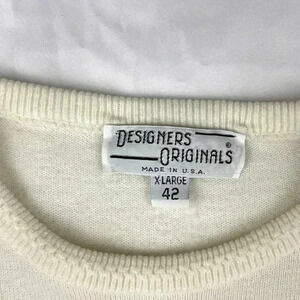 DESIGNERS
ORIGINALS ®
MADE IN U.S.A.
X-LARGE
42